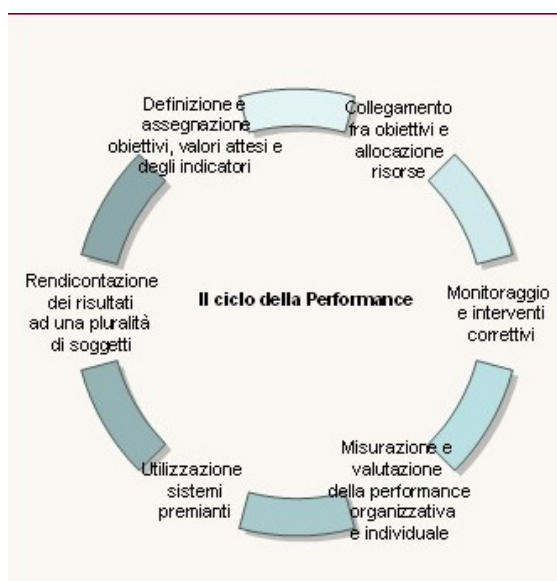 Definizione e
assegnazione
obiettivi, valori attesi e
degli indicatori
Collegamento
fra obiettivi e
allocazione
risorse
Monitoraggio
e interventi
correttivi
Misurazione e
valutazione
della performance
organizzativa
e individuale
Utilizzazione
sistemi
premianti
Rendicontazione
dei risultati
ad una pluralità
di soggetti
Il ciclo della Performance